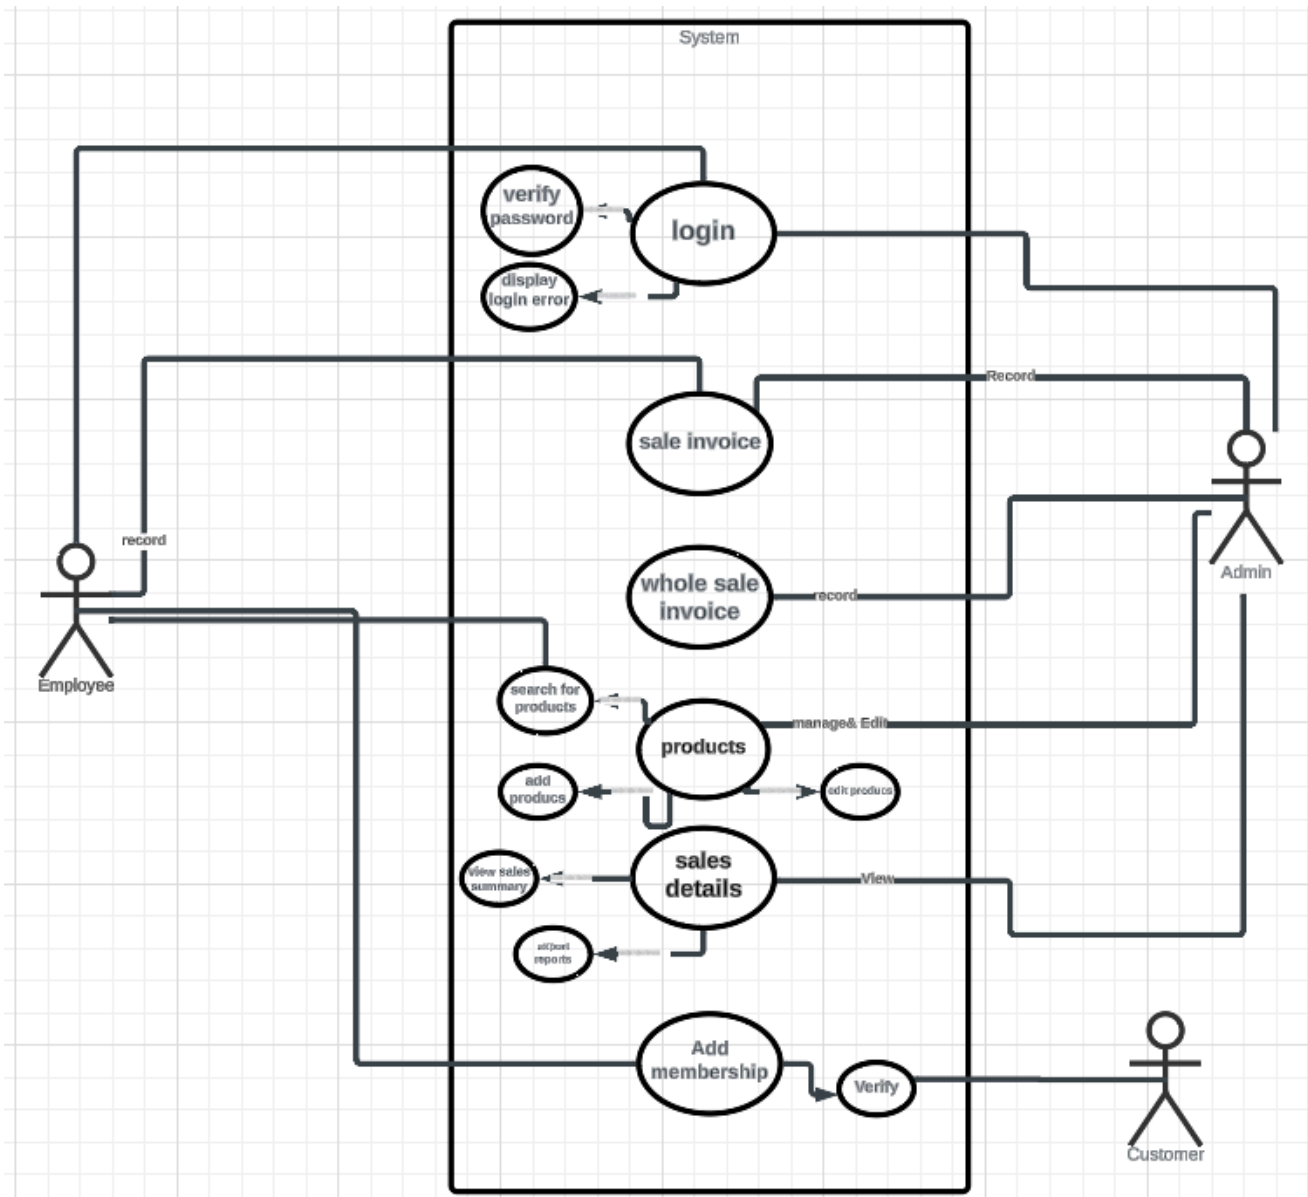 System
verify
password
login
display
login error
Record
sale invoice
record
Admin
whole sale
invoice
record
Employee
search for
products
manage& Edit
products
add
producs
edit producs
sales
details
view sales
summary
View
reports
Add
membership
Verify
Customer